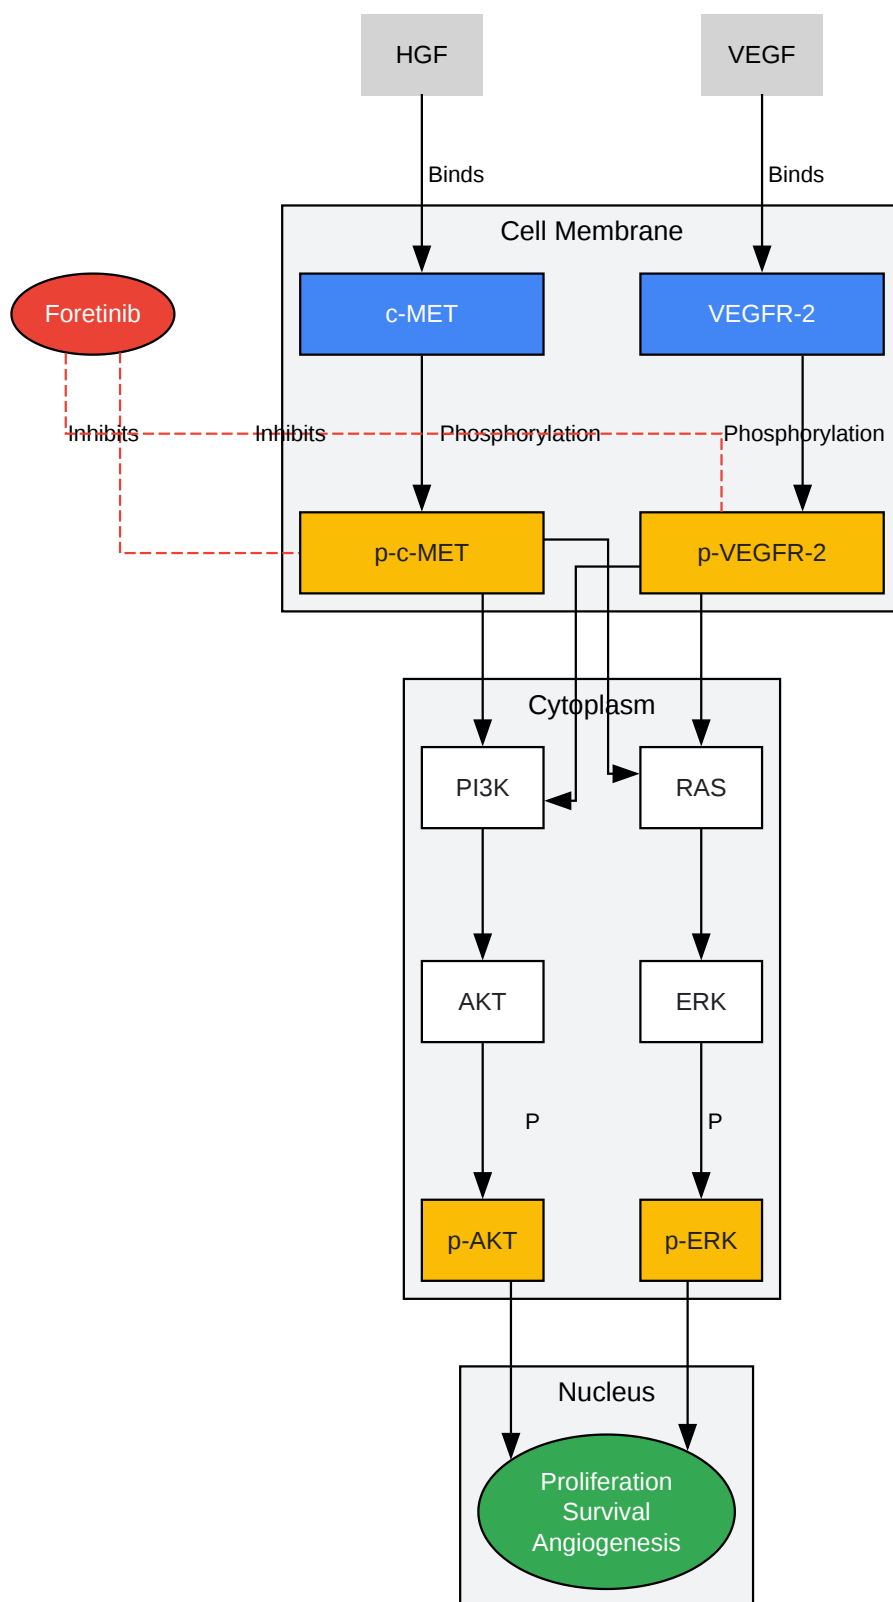 HGF
VEGF
Binds
Binds
Cell Membrane
Foretinib
c-MET
VEGFR-2
Inhibits
Inhibits
Phosphorylation
Phosphorylation
p-c-MET
p-VEGFR-2
Cytoplasm
PI3K
RAS
AKT
ERK
P
P
p-AKT
p-ERK
Nucleus
Proliferation
Survival
Angiogenesis